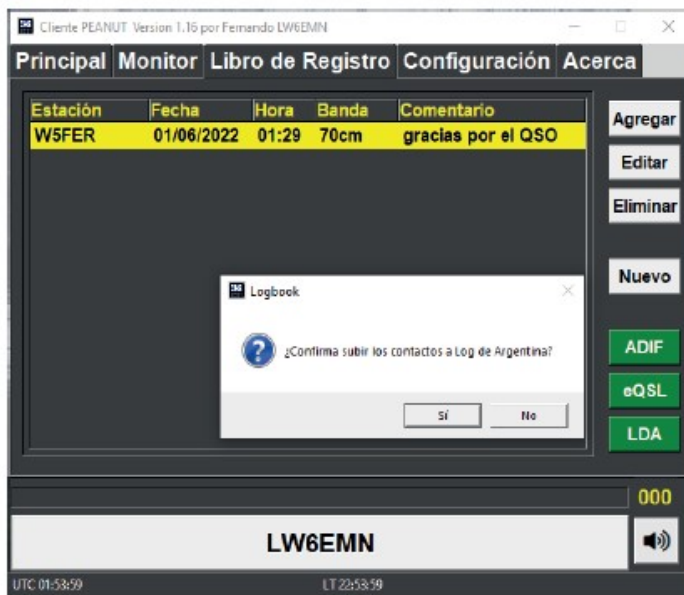 Cliente PEANUT Version 1.16 por Fernando LW6EMN
Principal Monitor Libro de Registro Configuración Acerca
Estación Fecha Hora Banda Comentario
W5FER 01/06/2022 01:29 70cm gracias por el QSO
Agregar
Editar
Eliminar
Nuevo
Logbook
¿Confirma subir los contactos a Log de Argentina?
Sí No
ADIF
eQSL
LDA
000
LW6EMN
UTC 01:53:59 LT 22:53:59